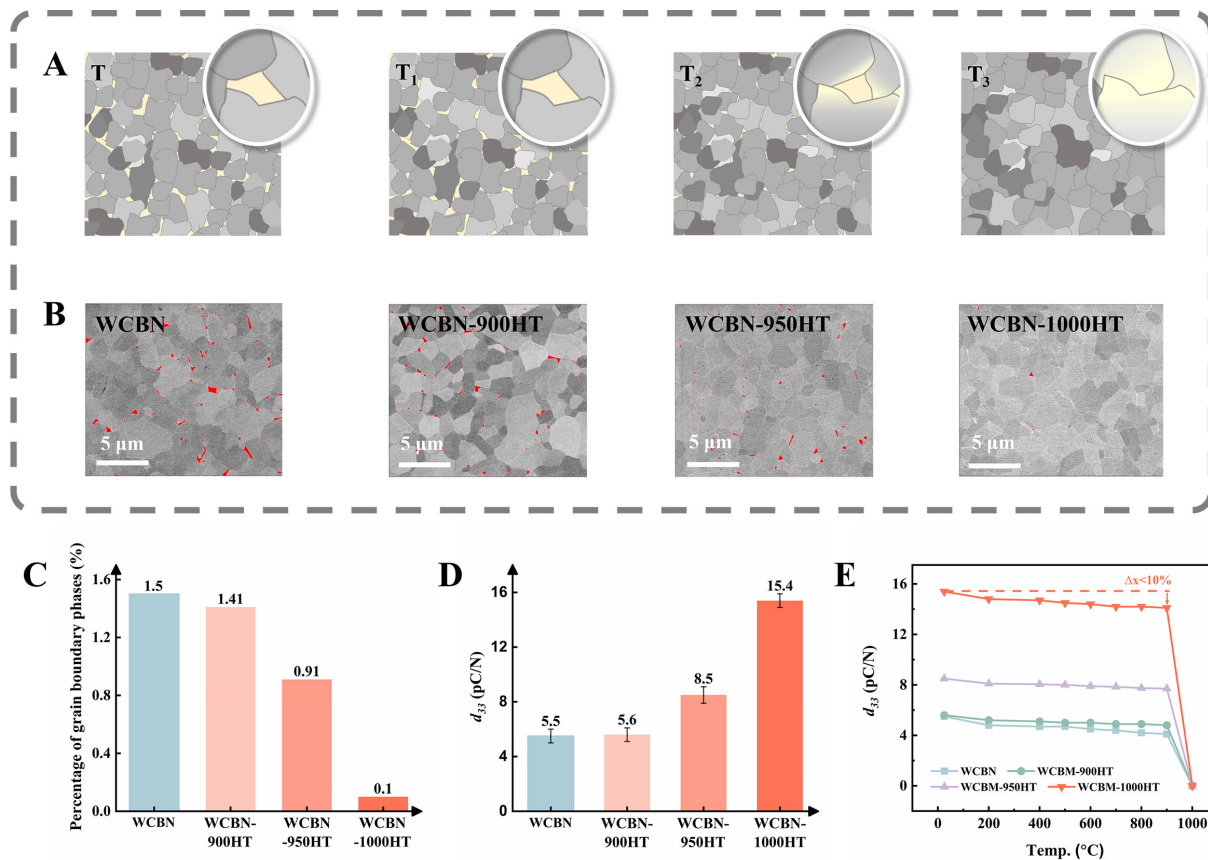 A
T
T1
T2
T3
B
WCBN
WCBN-900HT
WCBN-950HT
WCBN-1000HT
5 μm
5 μm
5 μm
5 μm
C
Percentage of grain boundary phases (%)
1.6
1.2
0.8
0.4
0.0
1.5
1.41
0.91
0.1
WCBN
WCBN-
900HT
WCBN
-950HT
WCBN
-1000HT
D
d33 (pC/N)
16
12
8
4
0
5.5
5.6
8.5
15.4
WCBN
WCBN-
900HT
WCBN-
950HT
WCBN-
1000HT
E
d33 (pC/N)
16
12
8
4
0
Δx<10%
WCBN
WCBM-900HT
WCBM-950HT
WCBM-1000HT
0
200
400
600
800
1000
Temp. (°C)